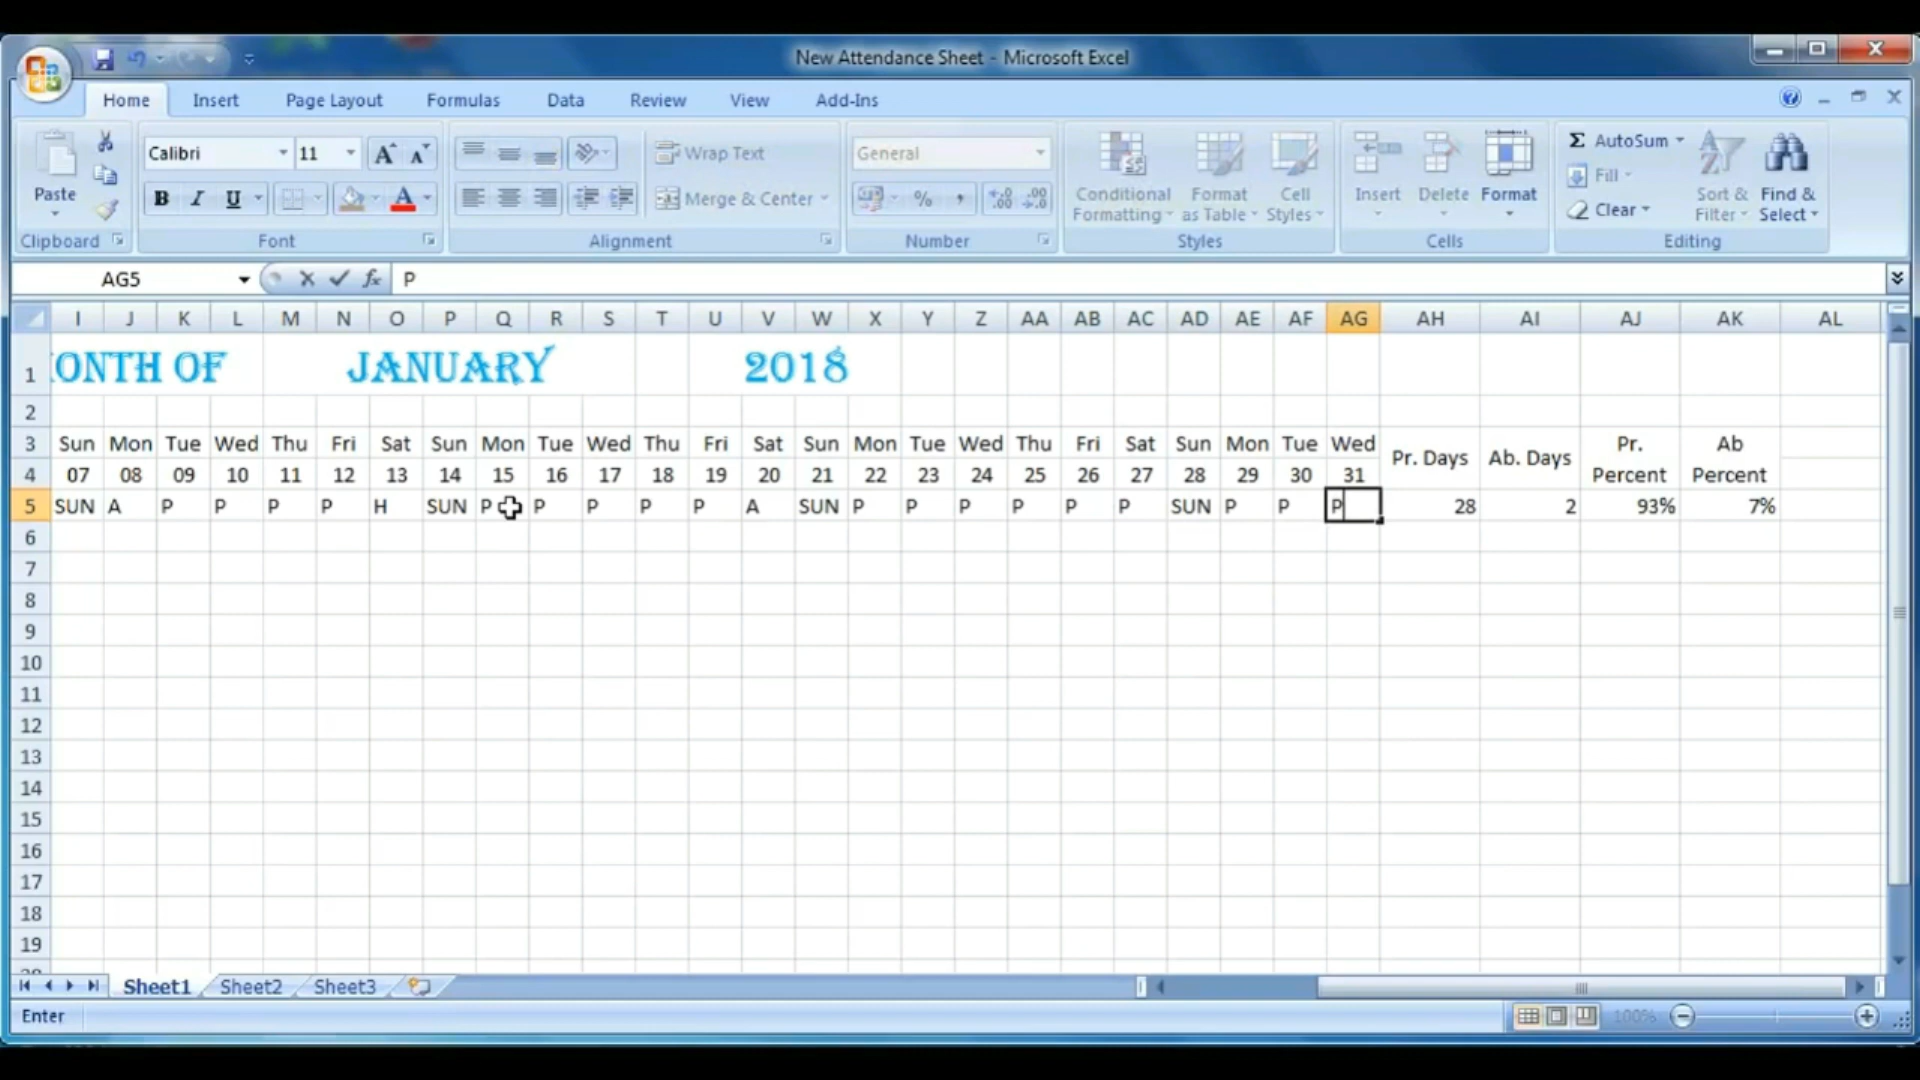 New Attendance Sheet - Microsoft Excel
Home Insert Page Layout Formulas Data Review View Add-Ins
Calibri 11 Wrap Text General AutoSum
Paste Conditional Formatting Format as Table Cell Styles Insert Delete Format Fill Sort & Filter Find & Select
B I U Merge & Center % , Clear
Clipboard Font Alignment Number Styles Cells Editing
AG5 fx P
I J K L M N O P Q R S T U V W X Y Z AA AB AC AD AE AF AG AH AI AJ AK AL
1 ONTH OF JANUARY 2018
2
3 Sun Mon Tue Wed Thu Fri Sat Sun Mon Tue Wed Thu Fri Sat Sun Mon Tue Wed Thu Fri Sat Sun Mon Tue Wed Pr. Days Ab. Days Pr. Percent Ab Percent
4 07 08 09 10 11 12 13 14 15 16 17 18 19 20 21 22 23 24 25 26 27 28 29 30 31
5 SUN A P P P P H SUN P P P P P A SUN P P P P P P SUN P P P 28 2 93% 7%
6
7
8
9
10
11
12
13
14
15
16
17
18
19
Sheet1 Sheet2 Sheet3
Enter 100%